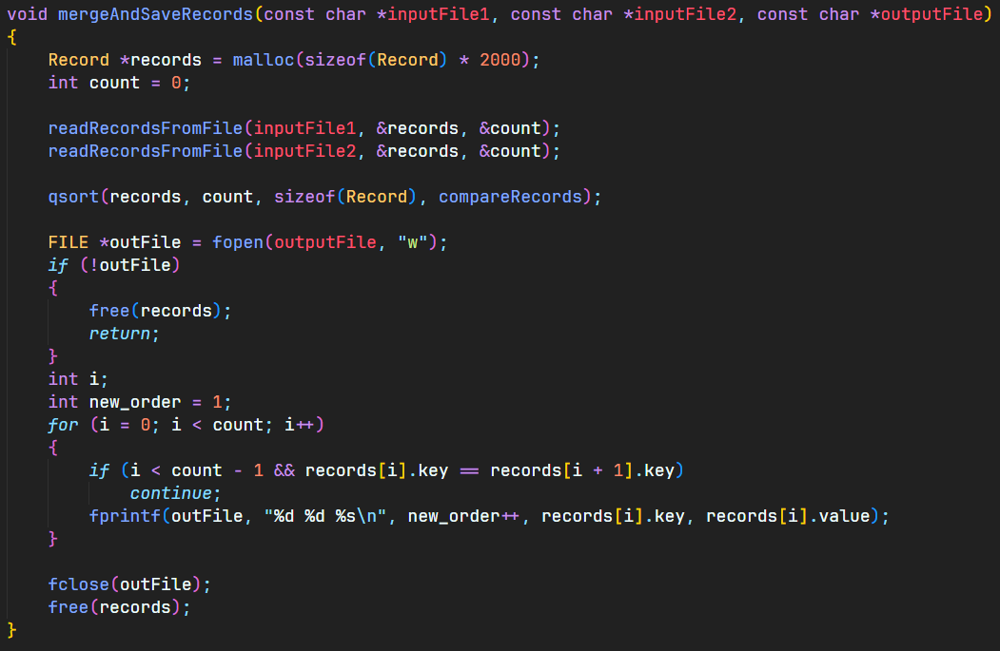 void mergeAndSaveRecords(const char *inputFile1, const char *inputFile2, const char *outputFile)
{
    Record *records = malloc(sizeof(Record) * 2000);
    int count = 0;

    readRecordsFromFile(inputFile1, &records, &count);
    readRecordsFromFile(inputFile2, &records, &count);

    qsort(records, count, sizeof(Record), compareRecords);

    FILE *outFile = fopen(outputFile, "w");
    if (!outFile)
    {
        free(records);
        return;
    }
    int i;
    int new_order = 1;
    for (i = 0; i < count; i++)
    {
        if (i < count - 1 && records[i].key == records[i + 1].key)
            continue;
        fprintf(outFile, "%d %d %s\n", new_order++, records[i].key, records[i].value);
    }

    fclose(outFile);
    free(records);
}